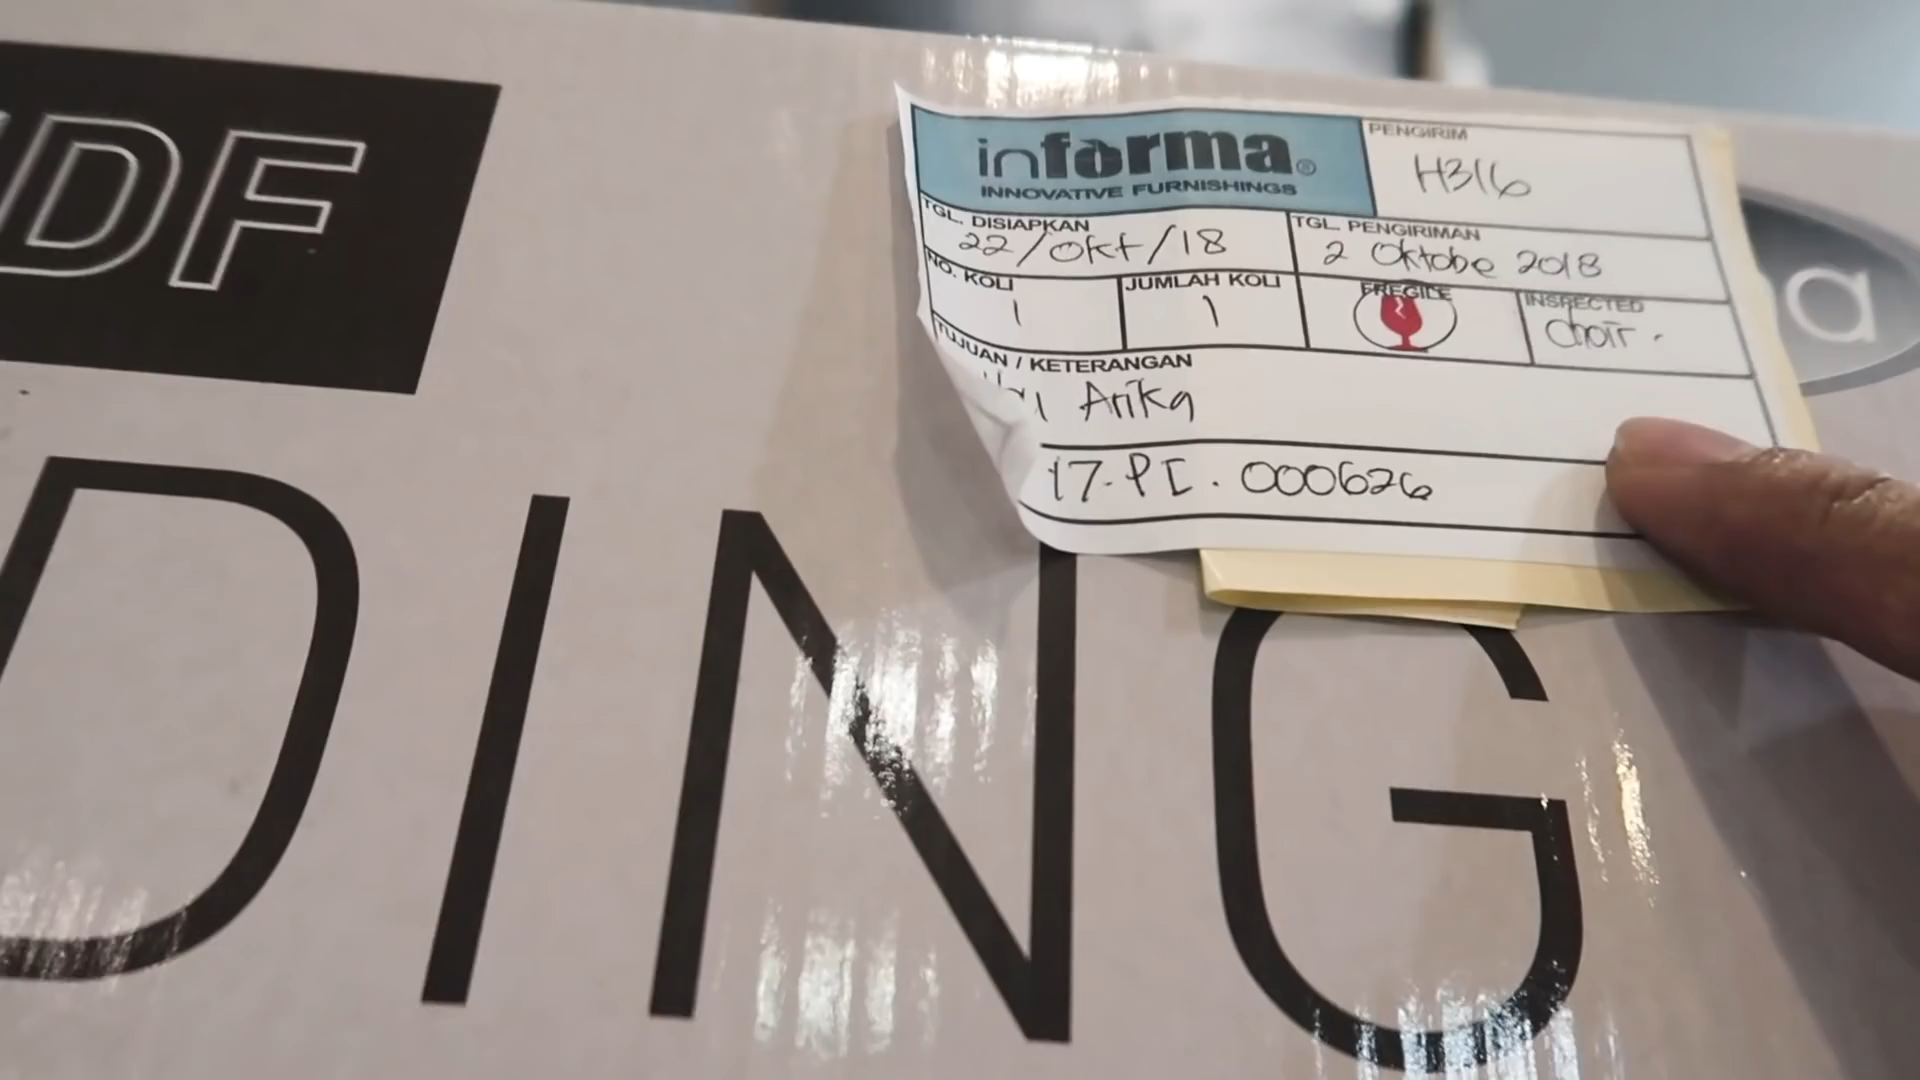 DF
informa®
INNOVATIVE FURNISHINGS
PENGIRIM
H316
TGL. DISIAPKAN
22/Okt/18
TGL. PENGIRIMAN
2 Oktobe 2018
NO. KOLI
1
JUMLAH KOLI
1
FREGILE
INSPECTED
TUJUAN / KETERANGAN
Arika
17-PI. 000626
a
DING